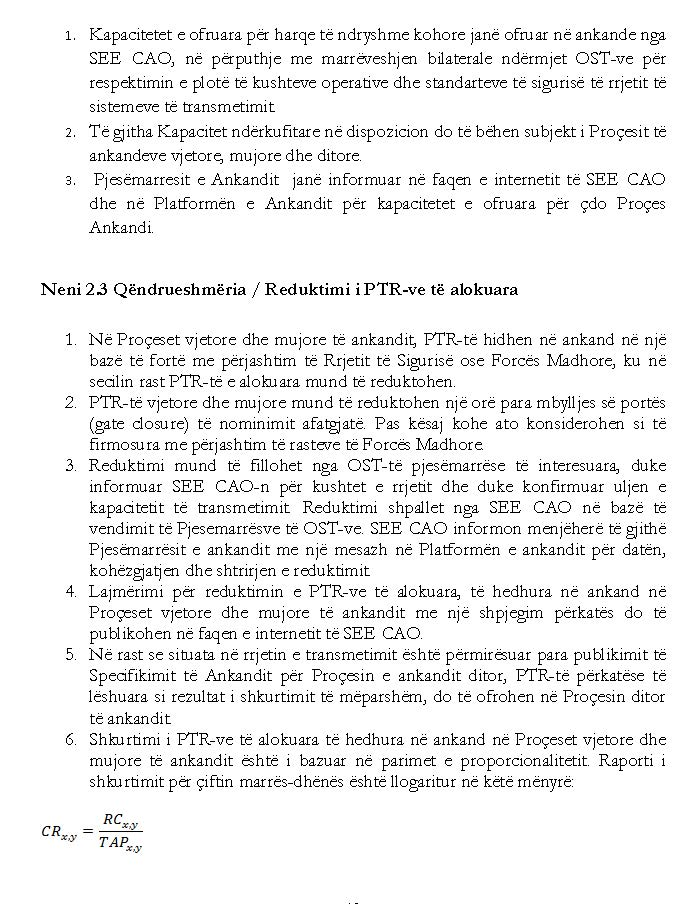 1. Kapacitetet e ofruara për harqe të ndryshme kohore janë ofruar në ankande nga
SEE CAO, në përputhje me marrëveshjen bilaterale ndërmjet OST-ve për
respektimin e plotë të kushteve operative dhe standarteve të sigurisë të rrjetit të
sistemeve të transmetimit.
2. Të gjitha Kapacitet ndërkufitare në dispozicion do të bëhen subjekt i Proçesit të
ankandeve vjetore, mujore dhe ditore.
3. Pjesëmarresit e Ankandit janë informuar në faqen e internetit të SEE CAO
dhe në Platformën e Ankandit për kapacitetet e ofruara për çdo Proçes
Ankandi.
Neni 2.3 Qëndrueshmëria / Reduktimi i PTR-ve të alokuara
1. Në Proçeset vjetore dhe mujore të ankandit, PTR-të hidhen në ankand në një
bazë të fortë me përjashtim të Rrjetit të Sigurisë ose Forcës Madhore, ku në
secilin rast PTR-të e alokuara mund të reduktohen.
2. PTR-të vjetore dhe mujore mund të reduktohen një orë para mbylljes së portës
(gate closure) të nominimit afatgjatë. Pas kësaj kohe ato konsiderohen si të
firmosura me përjashtim të rasteve të Forcës Madhore.
3. Reduktimi mund të fillohet nga OST-të pjesëmarrëse të interesuara, duke
informuar SEE CAO-n për kushtet e rrjetit dhe duke konfirmuar uljen e
kapacitetit të transmetimit. Reduktimi shpallet nga SEE CAO në bazë të
vendimit të Pjesemarrësve të OST-ve. SEE CAO informon menjëherë të gjithë
Pjesëmarrësit e ankandit me një mesazh në Platformën e ankandit për datën,
kohëzgjatjen dhe shtrirjen e reduktimit.
4. Lajmërimi për reduktimin e PTR-ve të alokuara, të hedhura në ankand në
Proçeset vjetore dhe mujore të ankandit me një shpjegim përkatës do të
publikohen në faqen e internetit të SEE CAO.
5. Në rast se situata në rrjetin e transmetimit është përmirësuar para publikimit të
Specifikimit të Ankandit për Proçesin e ankandit ditor, PTR-të përkatëse të
lëshuara si rezultat i shkurtimit të mëparshëm, do të ofrohen në Proçesin ditor
të ankandit.
6. Shkurtimi i PTR-ve të alokuara të hedhura në ankand në Proçeset vjetore dhe
mujore të ankandit është i bazuar në parimet e proporcionalitetit. Raporti i
shkurtimit për çiftin marrës-dhënës është llogaritur në këtë mënyrë:
CRx,y = RCx,y / TAPx,y